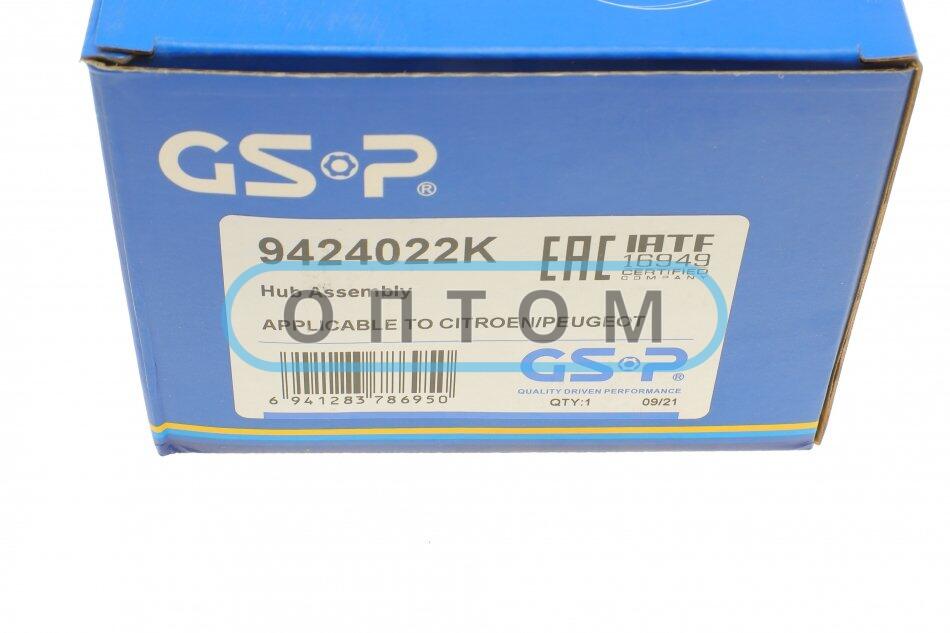 GSP®
9424022K
EAC
IATF
16949
CERTIFIED
COMPANY
Hub Assembly
ОПТОМ
APPLICABLE TO CITROEN/PEUGEOT
GSP®
QUALITY DRIVEN PERFORMANCE
6 941283 786950
QTY:1
09/21